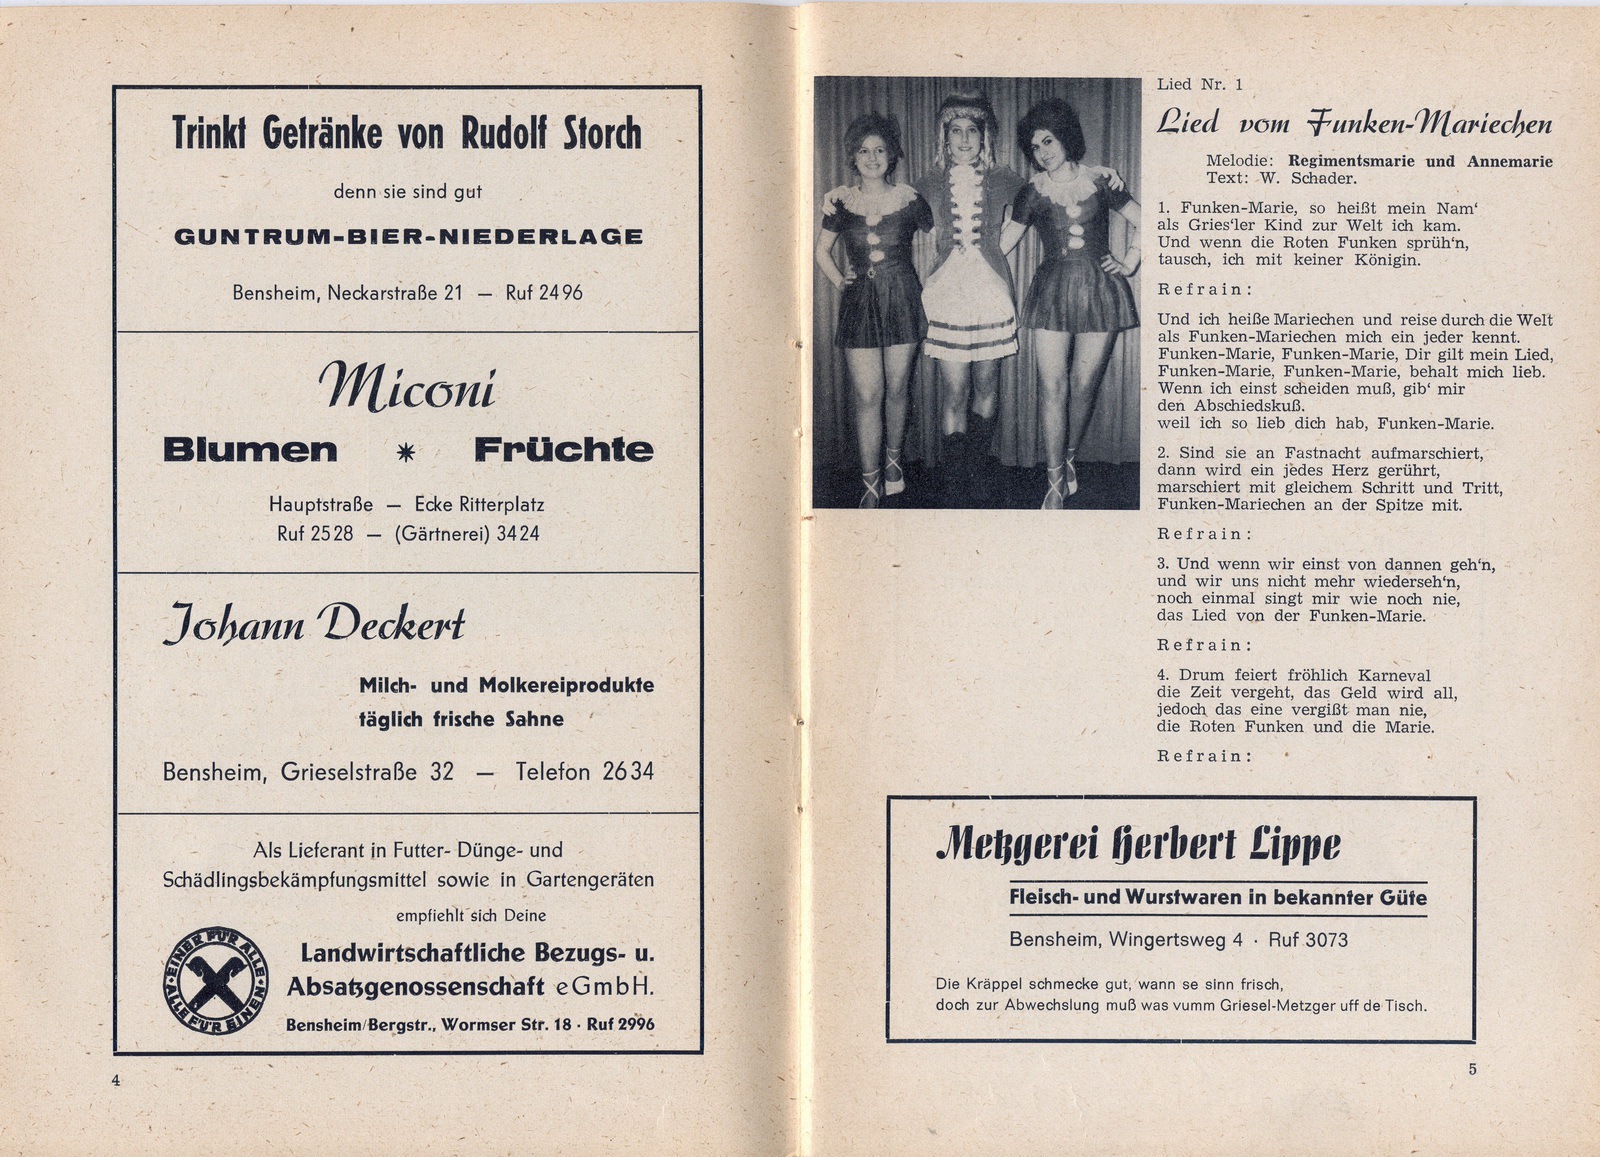 Trinkt Getränke von Rudolf Storch
denn sie sind gut
GUNTRUM-BIER-NIEDERLAGE
Bensheim, Neckarstraße 21 — Ruf 2496
Miconi
Blumen * Früchte
Hauptstraße — Ecke Ritterplatz
Ruf 2528 — (Gärtnerei) 3424
Johann Deckert
Milch- und Molkereiprodukte
täglich frische Sahne
Bensheim, Grieselstraße 32 — Telefon 2634
Als Lieferant in Futter- Dünge- und
Schädlingsbekämpfungsmittel sowie in Gartengeräten
empfiehlt sich Deine
EINER FÜR ALLE
ALLE FÜR EINEN
Landwirtschaftliche Bezugs- u.
Absatzgenossenschaft eGmbH.
Bensheim/Bergstr., Wormser Str. 18 · Ruf 2996
4
Lied Nr. 1
Lied vom Funken-Mariechen
Melodie: Regimentsmarie und Annemarie
Text: W. Schader.
1. Funken-Marie, so heißt mein Nam‘
als Gries‘ler Kind zur Welt ich kam.
Und wenn die Roten Funken sprüh‘n,
tausch, ich mit keiner Königin.
Refrain:
Und ich heiße Mariechen und reise durch die Welt
als Funken-Mariechen mich ein jeder kennt.
Funken-Marie, Funken-Marie, Dir gilt mein Lied,
Funken-Marie, Funken-Marie, behalt mich lieb.
Wenn ich einst scheiden muß, gib‘ mir
den Abschiedskuß.
weil ich so lieb dich hab, Funken-Marie.
2. Sind sie an Fastnacht aufmarschiert,
dann wird ein jedes Herz gerührt,
marschiert mit gleichem Schritt und Tritt,
Funken-Mariechen an der Spitze mit.
Refrain:
3. Und wenn wir einst von dannen geh‘n,
und wir uns nicht mehr wiederseh‘n,
noch einmal singt mir wie noch nie,
das Lied von der Funken-Marie.
Refrain:
4. Drum feiert fröhlich Karneval
die Zeit vergeht, das Geld wird all,
jedoch das eine vergißt man nie,
die Roten Funken und die Marie.
Refrain:
Metzgerei Herbert Lippe
Fleisch- und Wurstwaren in bekannter Güte
Bensheim, Wingertsweg 4 · Ruf 3073
Die Kräppel schmecke gut, wann se sinn frisch,
doch zur Abwechslung muß was vumm Griesel-Metzger uff de Tisch.
5